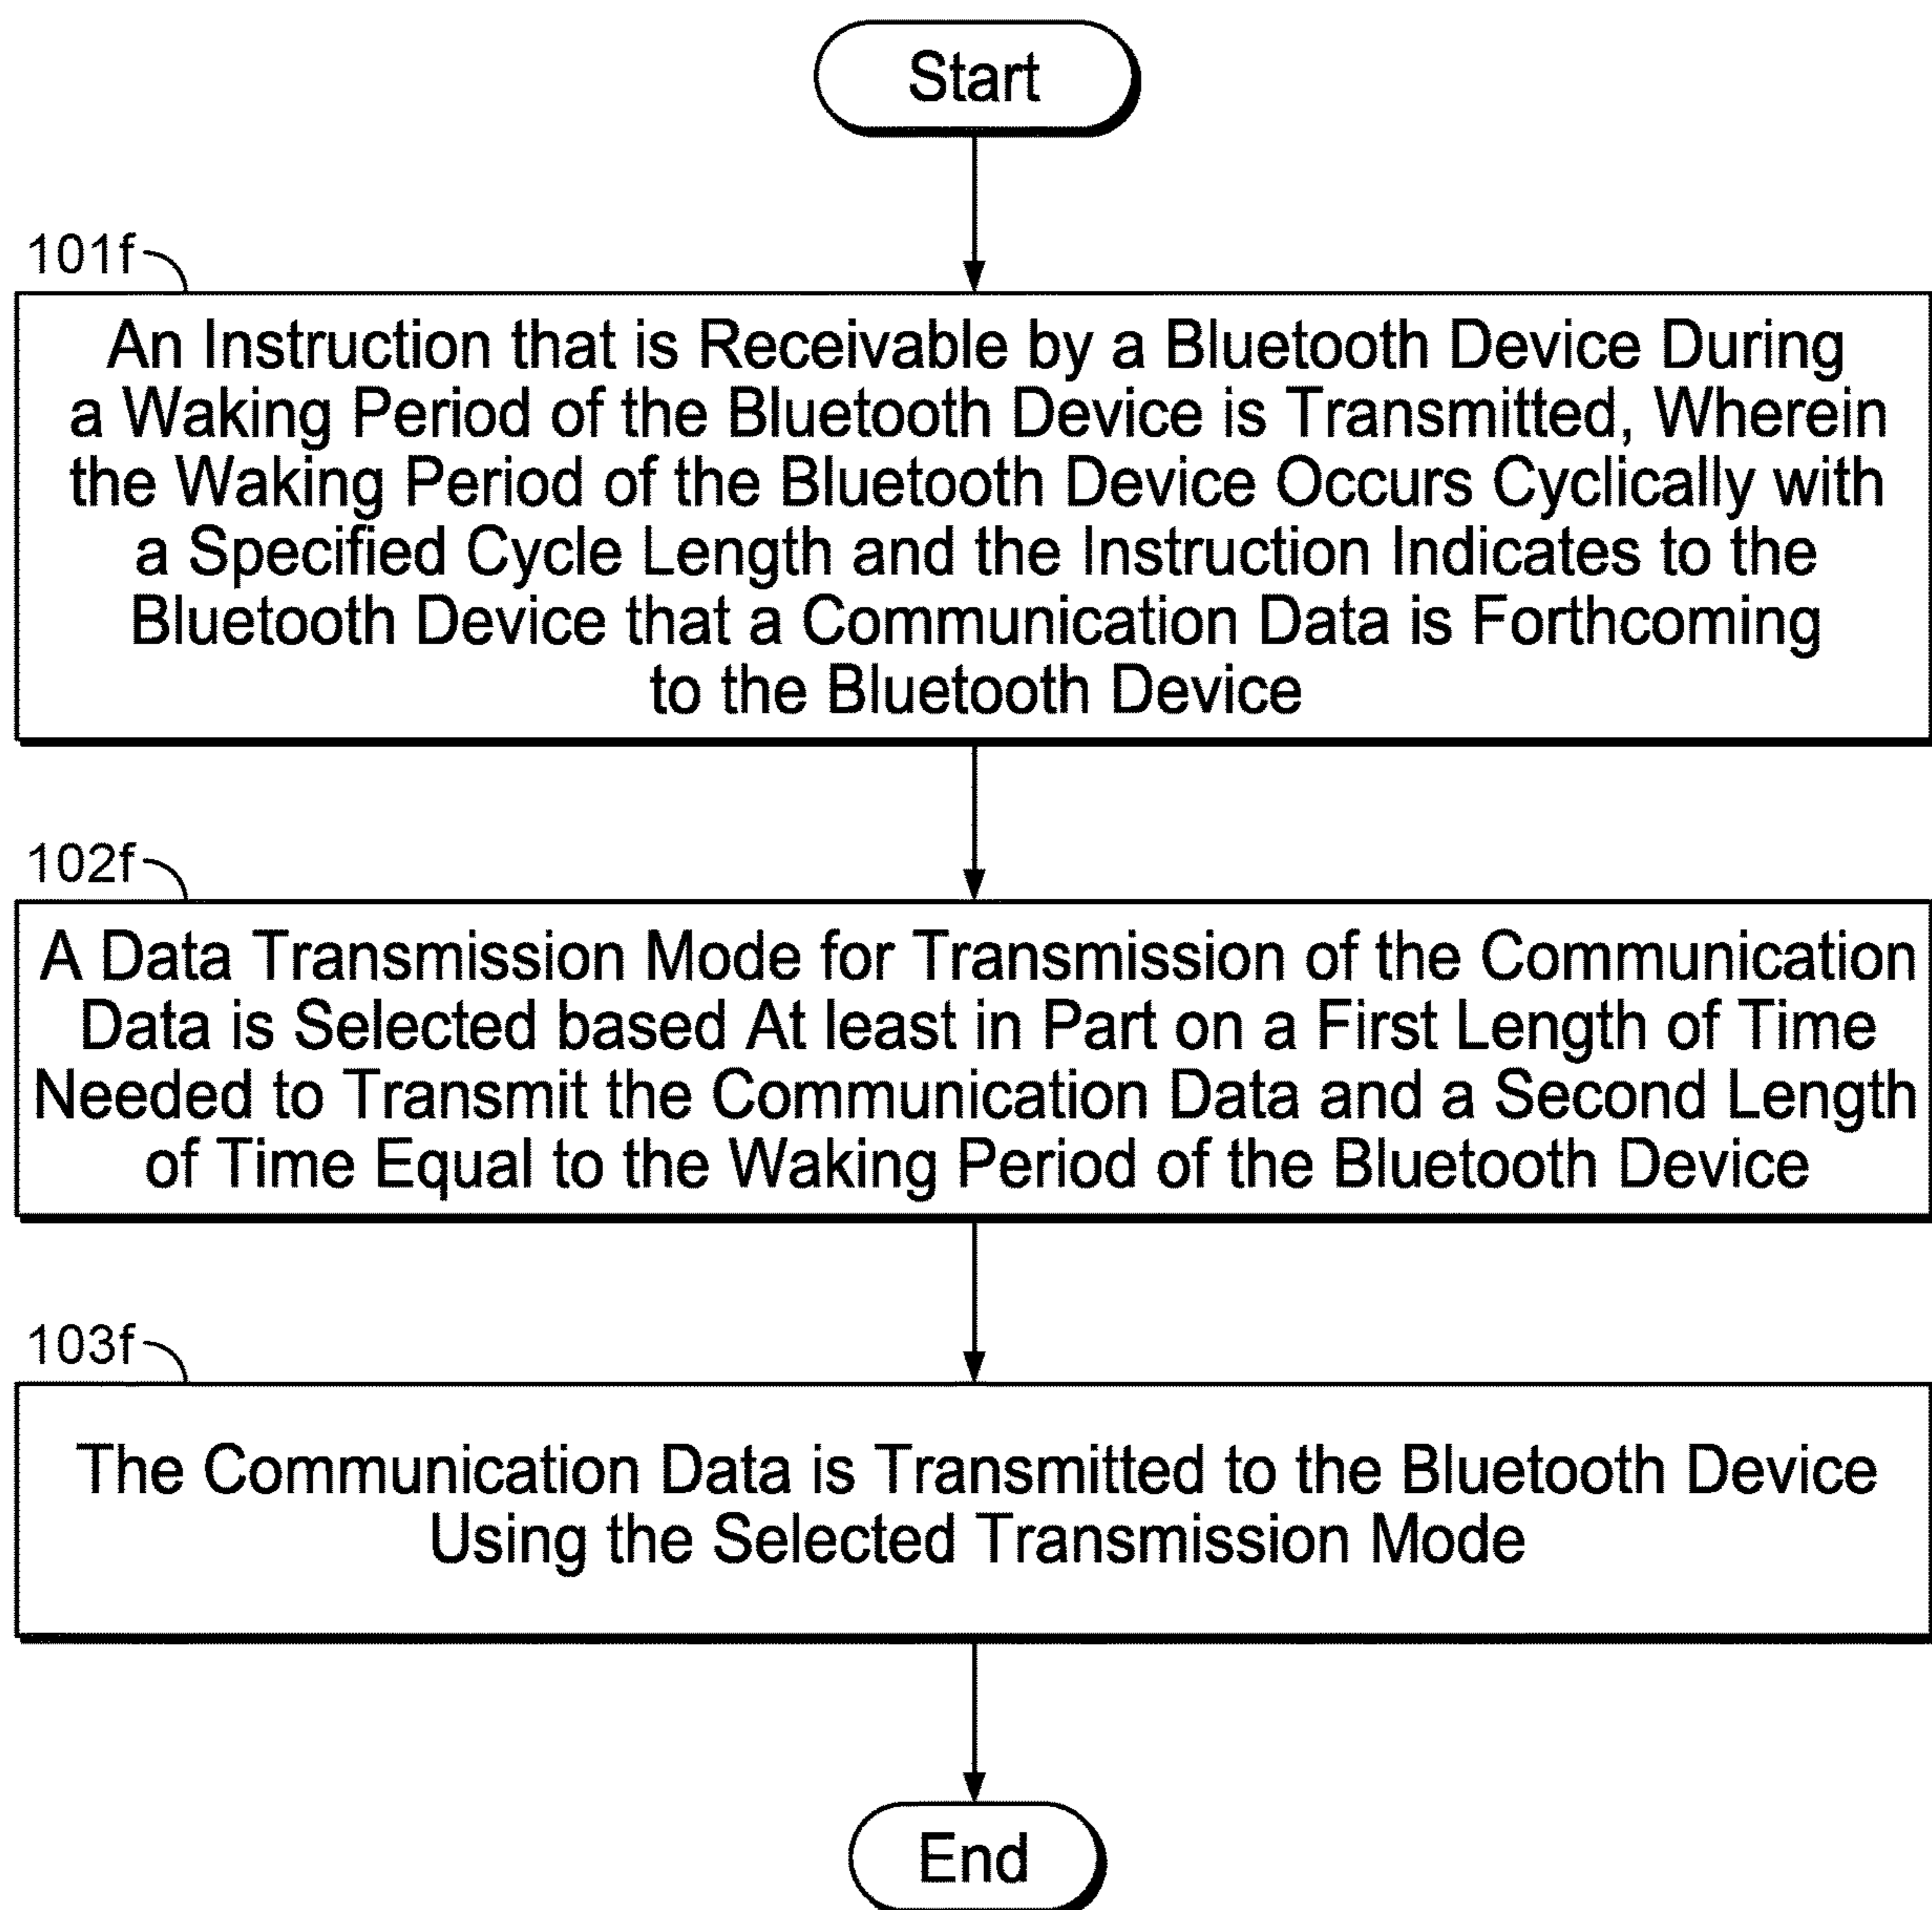 Start
101f
An Instruction that is Receivable by a Bluetooth Device During
a Waking Period of the Bluetooth Device is Transmitted, Wherein
the Waking Period of the Bluetooth Device Occurs Cyclically with
a Specified Cycle Length and the Instruction Indicates to the
Bluetooth Device that a Communication Data is Forthcoming
to the Bluetooth Device
102f
A Data Transmission Mode for Transmission of the Communication
Data is Selected based At least in Part on a First Length of Time
Needed to Transmit the Communication Data and a Second Length
of Time Equal to the Waking Period of the Bluetooth Device
103f
The Communication Data is Transmitted to the Bluetooth Device
Using the Selected Transmission Mode
End